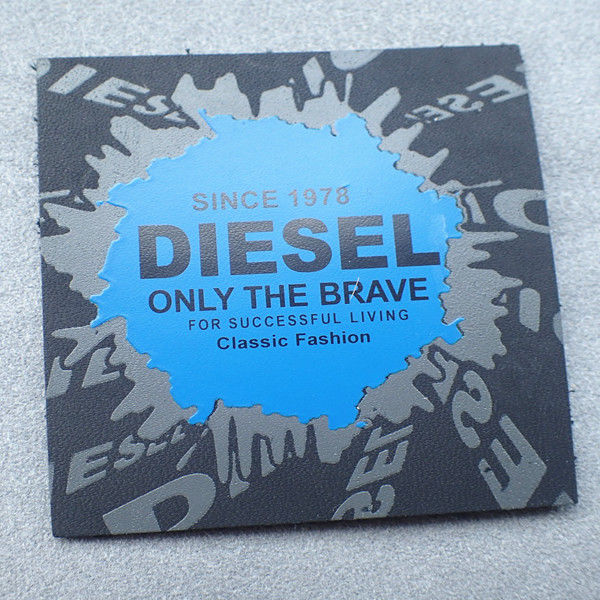 SINCE 1978
DIESEL
ONLY THE BRAVE
FOR SUCCESSFUL LIVING
Classic Fashion